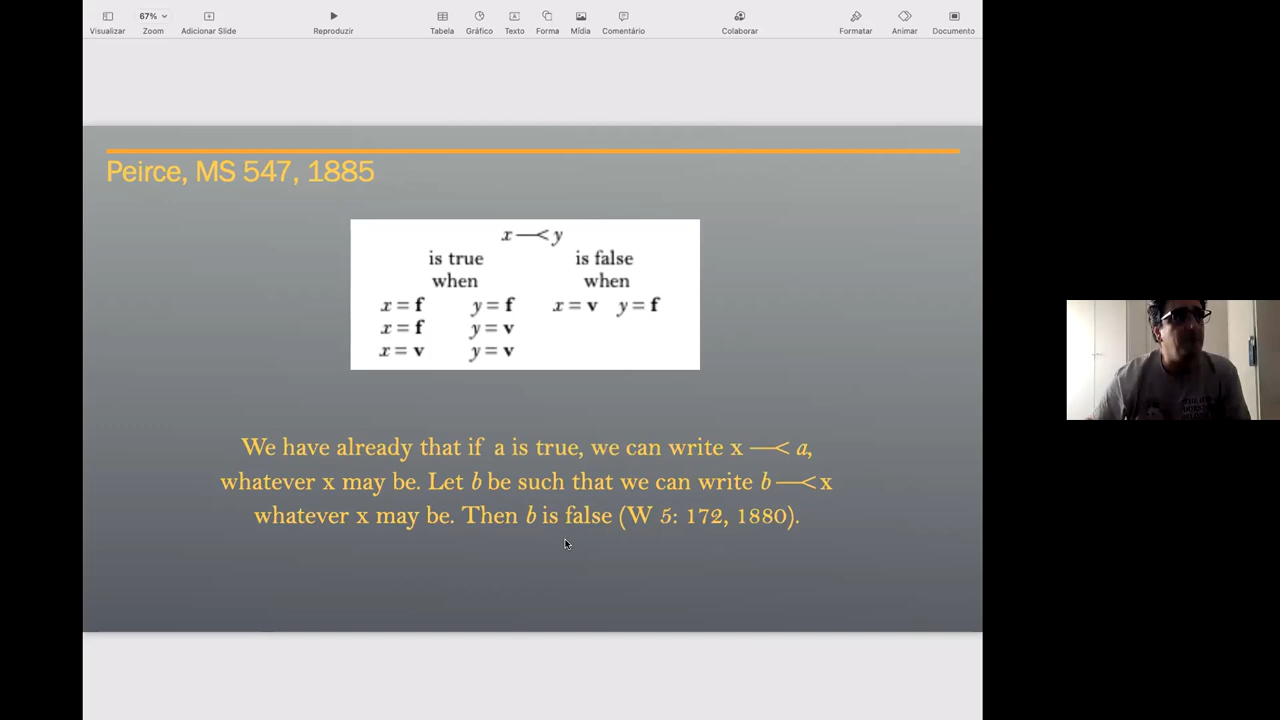 Visualizar
67%
Zoom
Adicionar Slide
Reproduzir
Tabela
Gráfico
Texto
Forma
Mídia
Comentário
Colaborar
Formatar
Animar
Documento
Peirce, MS 547, 1885
x —< y
is true is false
when when
x = f y = f x = v y = f
x = f y = v
x = v y = v
We have already that if a is true, we can write x —< a,
whatever x may be. Let b be such that we can write b —< x
whatever x may be. Then b is false (W 5: 172, 1880).